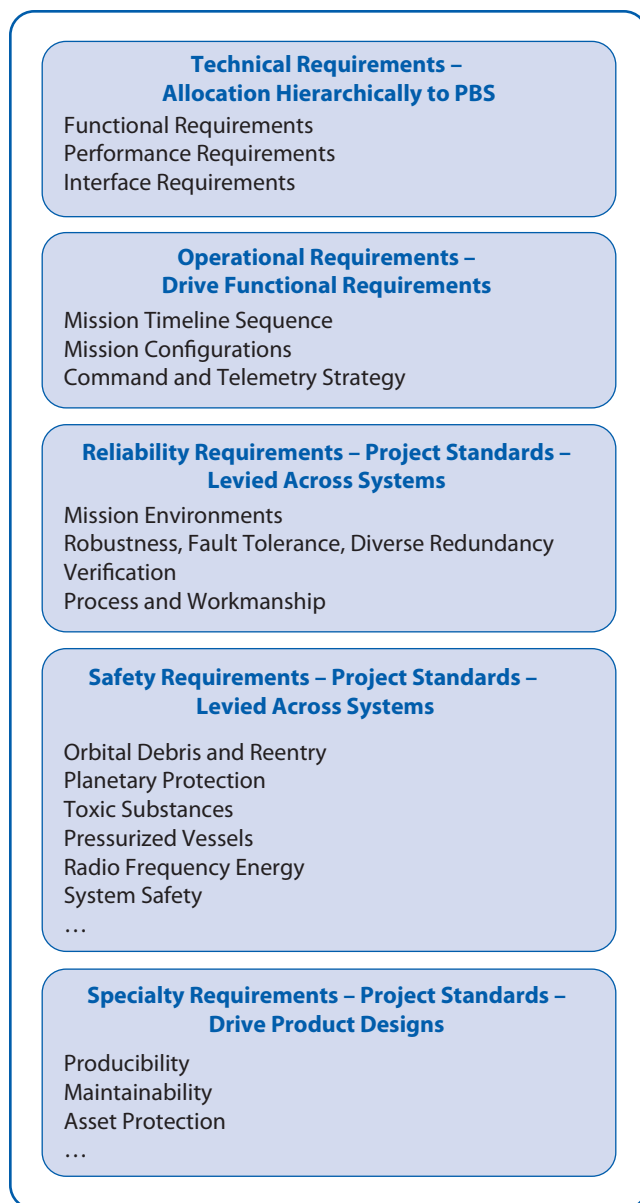 Technical Requirements –
Allocation Hierarchically to PBS
Functional Requirements
Performance Requirements
Interface Requirements
Operational Requirements –
Drive Functional Requirements
Mission Timeline Sequence
Mission Configurations
Command and Telemetry Strategy
Reliability Requirements – Project Standards –
Levied Across Systems
Mission Environments
Robustness, Fault Tolerance, Diverse Redundancy
Verification
Process and Workmanship
Safety Requirements – Project Standards –
Levied Across Systems
Orbital Debris and Reentry
Planetary Protection
Toxic Substances
Pressurized Vessels
Radio Frequency Energy
System Safety
…
Specialty Requirements – Project Standards –
Drive Product Designs
Producibility
Maintainability
Asset Protection
…